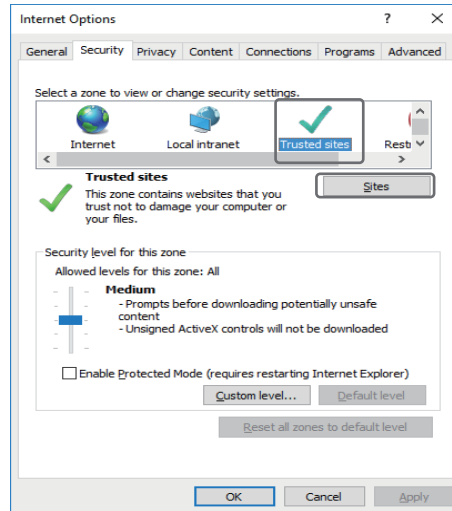 Internet Options ? ×
General Security Privacy Content Connections Programs Advanced
Select a zone to view or change security settings.
Internet Local intranet Trusted sites
Trusted sites
Sites
This zone contains websites that you
trust not to damage your computer or
your files.
Security level for this zone
Allowed levels for this zone: All
Medium
- Prompts before downloading potentially unsafe
content
- Unsigned ActiveX controls will not be downloaded
Enable Protected Mode (requires restarting Internet Explorer)
Custom level... Default level
Reset all zones to default level
OK Cancel Apply